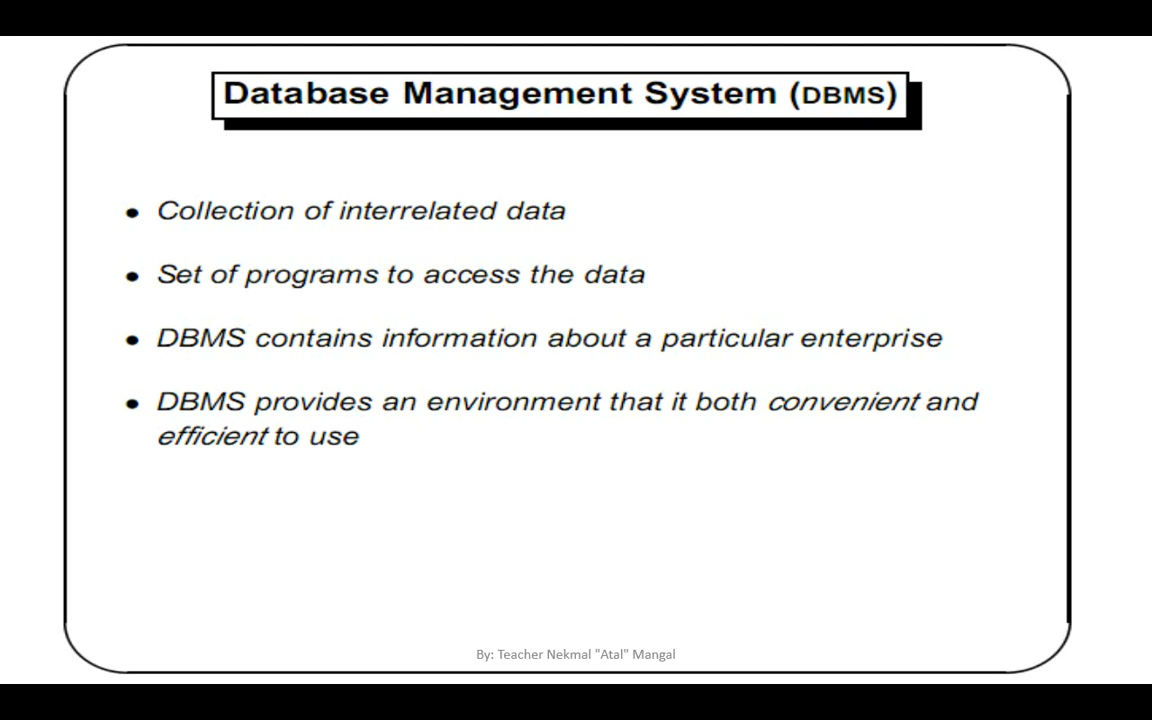 Database Management System (DBMS)
• Collection of interrelated data
• Set of programs to access the data
• DBMS contains information about a particular enterprise
• DBMS provides an environment that it both convenient and
efficient to use
By: Teacher Nekmal "Atal" Mangal